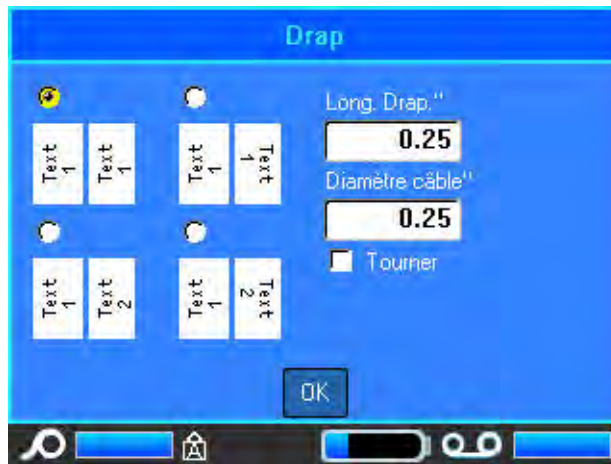 Drap
Long. Drap."
0.25
Diamètre câble"
0.25
Tourner
Text 1
Text 1
Text 1
Text 1
Text 1
Text 2
Text 1
Text 2
OK
A